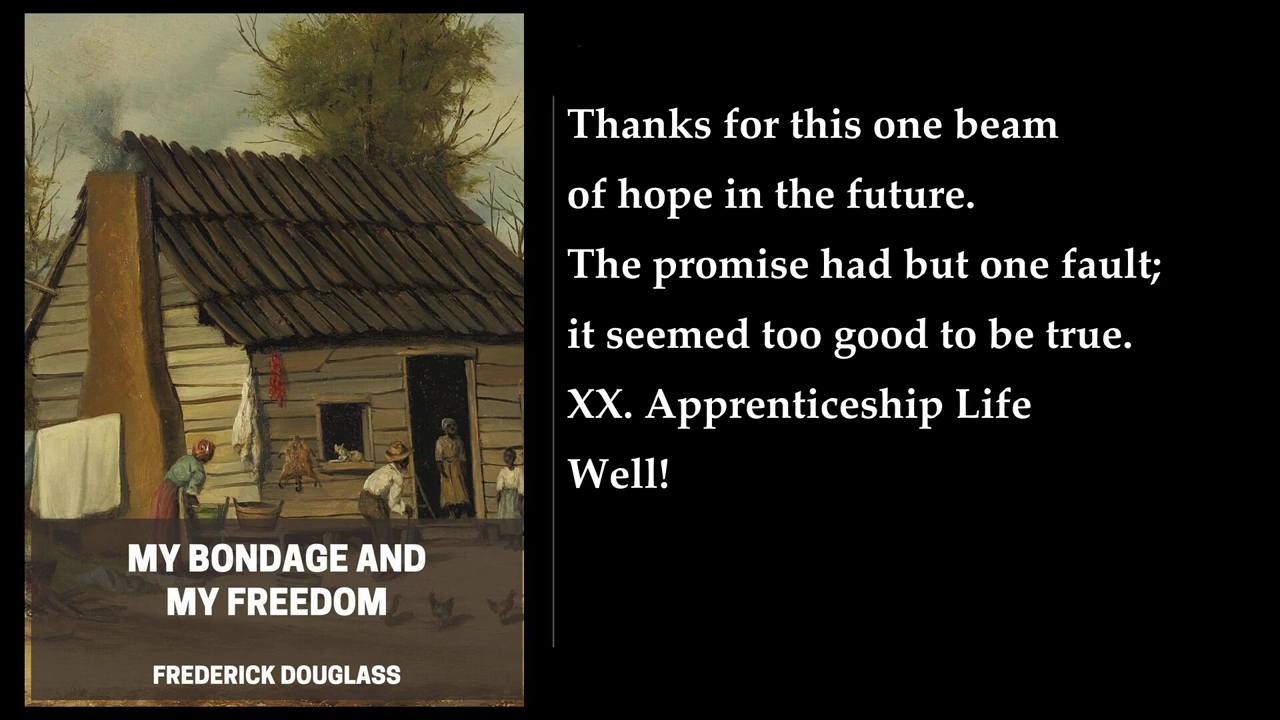 MY BONDAGE AND
MY FREEDOM
FREDERICK DOUGLASS
Thanks for this one beam
of hope in the future.
The promise had but one fault;
it seemed too good to be true.
XX. Apprenticeship Life
Well!